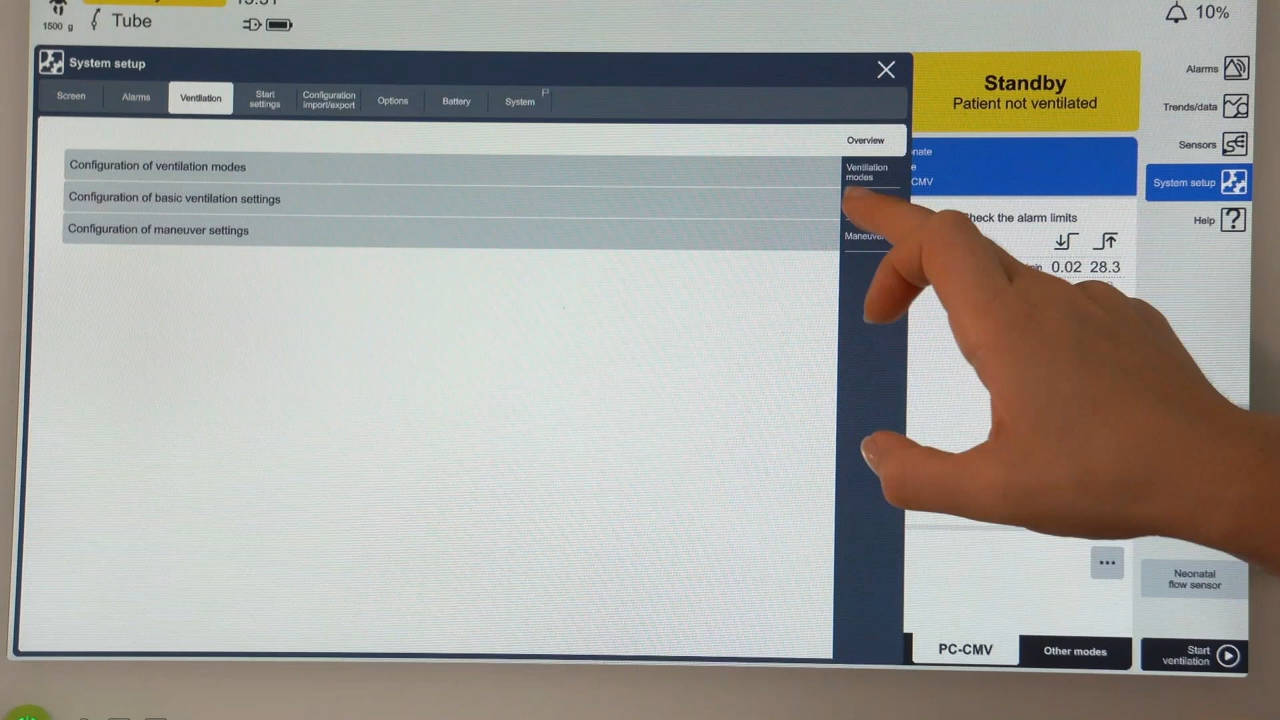 1500 g
Tube
10%
System setup
Screen
Alarms
Ventilation
Start
settings
Configuration
import/export
Options
Battery
System
Overview
Ventilation
modes
Configuration of ventilation modes
Configuration of basic ventilation settings
Configuration of maneuver settings
Standby
Patient not ventilated
CMV
the alarm limits
0.02 28.3
Alarms
Trends/data
Sensors
System setup
Help ?
...
Neonatal
flow sensor
PC-CMV
Other modes
Start
ventilation